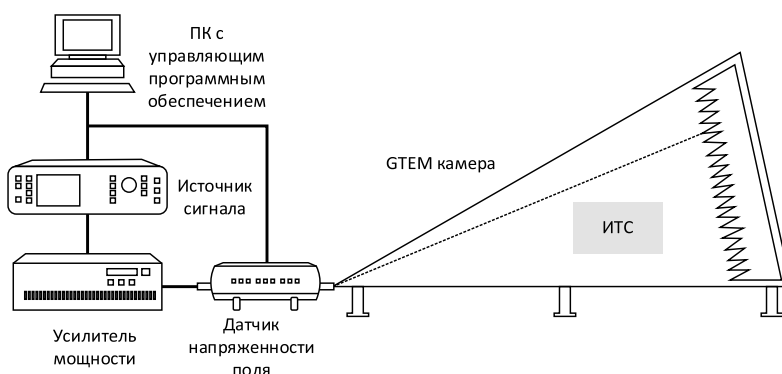 ПК с
управляющим
программным
обеспечением
GTEM камера
Источник
сигнала
ИТС
Усилитель
мощности
Датчик
напряженности
поля